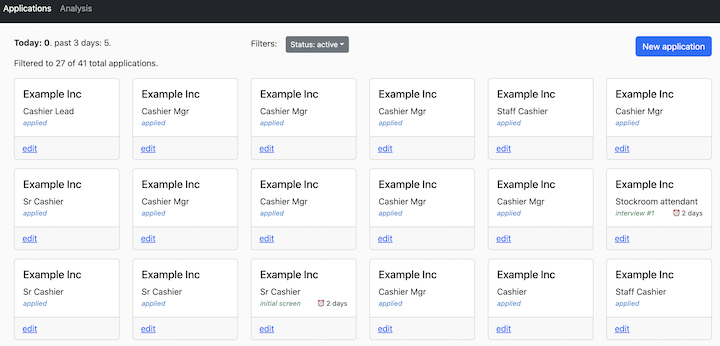 Applications Analysis
Today: 0. past 3 days: 5. Filters: Status: active New application
Filtered to 27 of 41 total applications.
Example Inc Example Inc Example Inc Example Inc Example Inc Example Inc
Cashier Lead Cashier Mgr Cashier Mgr Cashier Mgr Staff Cashier Cashier Mgr
applied applied applied applied applied applied
edit edit edit edit edit edit
Example Inc Example Inc Example Inc Example Inc Example Inc Example Inc
Sr Cashier Cashier Mgr Cashier Mgr Cashier Mgr Cashier Mgr Stockroom attendant
applied applied applied applied applied interview #1 ⏰ 2 days
edit edit edit edit edit edit
Example Inc Example Inc Example Inc Example Inc Example Inc Example Inc
Sr Cashier Sr Cashier Sr Cashier Cashier Mgr Cashier Staff Cashier
applied applied initial screen ⏰ 2 days applied applied applied
edit edit edit edit edit edit